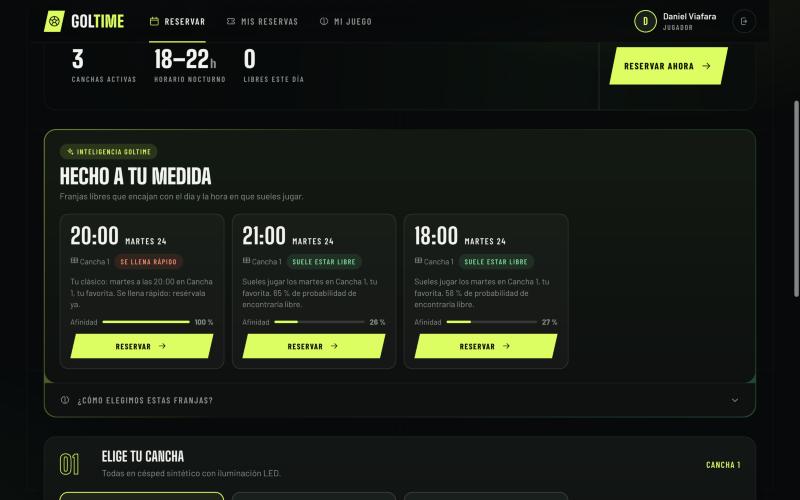 GOLTIME
RESERVAR
MIS RESERVAS
MI JUEGO
D
Daniel Viafara
JUGADOR
3
CANCHAS ACTIVAS
18–22h
HORARIO NOCTURNO
0
LIBRES ESTE DÍA
RESERVAR AHORA →
INTELIGENCIA GOLTIME
HECHO A TU MEDIDA
Franjas libres que encajan con el día y la hora en que sueles jugar.
20:00 MARTES 24
Cancha 1 SE LLENA RÁPIDO
Tu clásico: martes a las 20:00 en Cancha
1, tu favorita. Se llena rápido: resérvala
ya.
Afinidad 100 %
RESERVAR →
21:00 MARTES 24
Cancha 1 SUELE ESTAR LIBRE
Sueles jugar los martes en Cancha 1, tu
favorita. 65 % de probabilidad de
encontrarla libre.
Afinidad 26 %
RESERVAR →
18:00 MARTES 24
Cancha 1 SUELE ESTAR LIBRE
Sueles jugar los martes en Cancha 1, tu
favorita. 58 % de probabilidad de
encontrarla libre.
Afinidad 27 %
RESERVAR →
¿CÓMO ELEGIMOS ESTAS FRANJAS?
01
ELIGE TU CANCHA
Todas en césped sintético con iluminación LED.
CANCHA 1